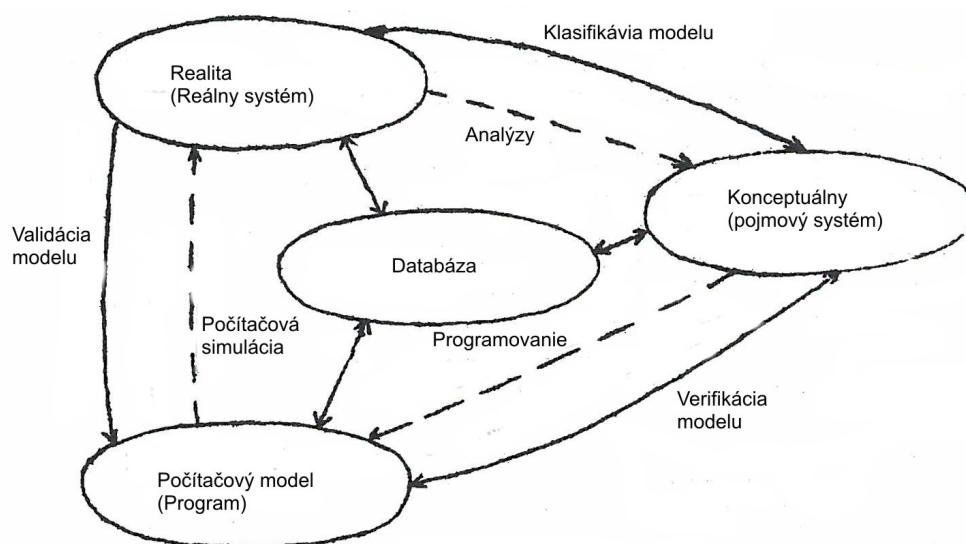 Klasifikávia modelu
Realita
(Reálny systém)
Analýzy
Konceptuálny
(pojmový systém)
Validácia
modelu
Databáza
Počítačová
simulácia
Programovanie
Verifikácia
modelu
Počítačový model
(Program)